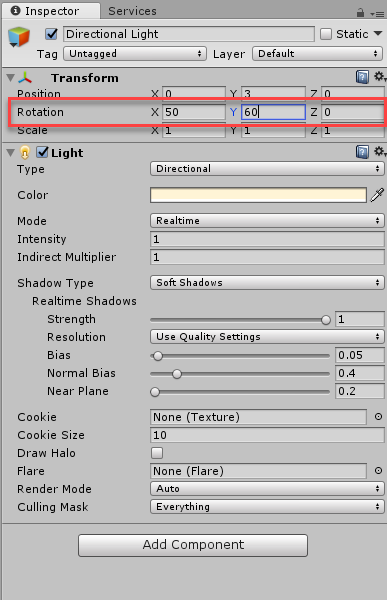 Inspector Services
Directional Light Static
Tag Untagged Layer Default
Transform
Position X 0 Y 3 Z 0
Rotation X 50 Y 60 Z 0
Scale X 1 Y 1 Z 1
Light
Type Directional
Color
Mode Realtime
Intensity 1
Indirect Multiplier 1
Shadow Type Soft Shadows
Realtime Shadows
Strength 1
Resolution Use Quality Settings
Bias 0.05
Normal Bias 0.4
Near Plane 0.2
Cookie None (Texture)
Cookie Size 10
Draw Halo
Flare None (Flare)
Render Mode Auto
Culling Mask Everything
Add Component